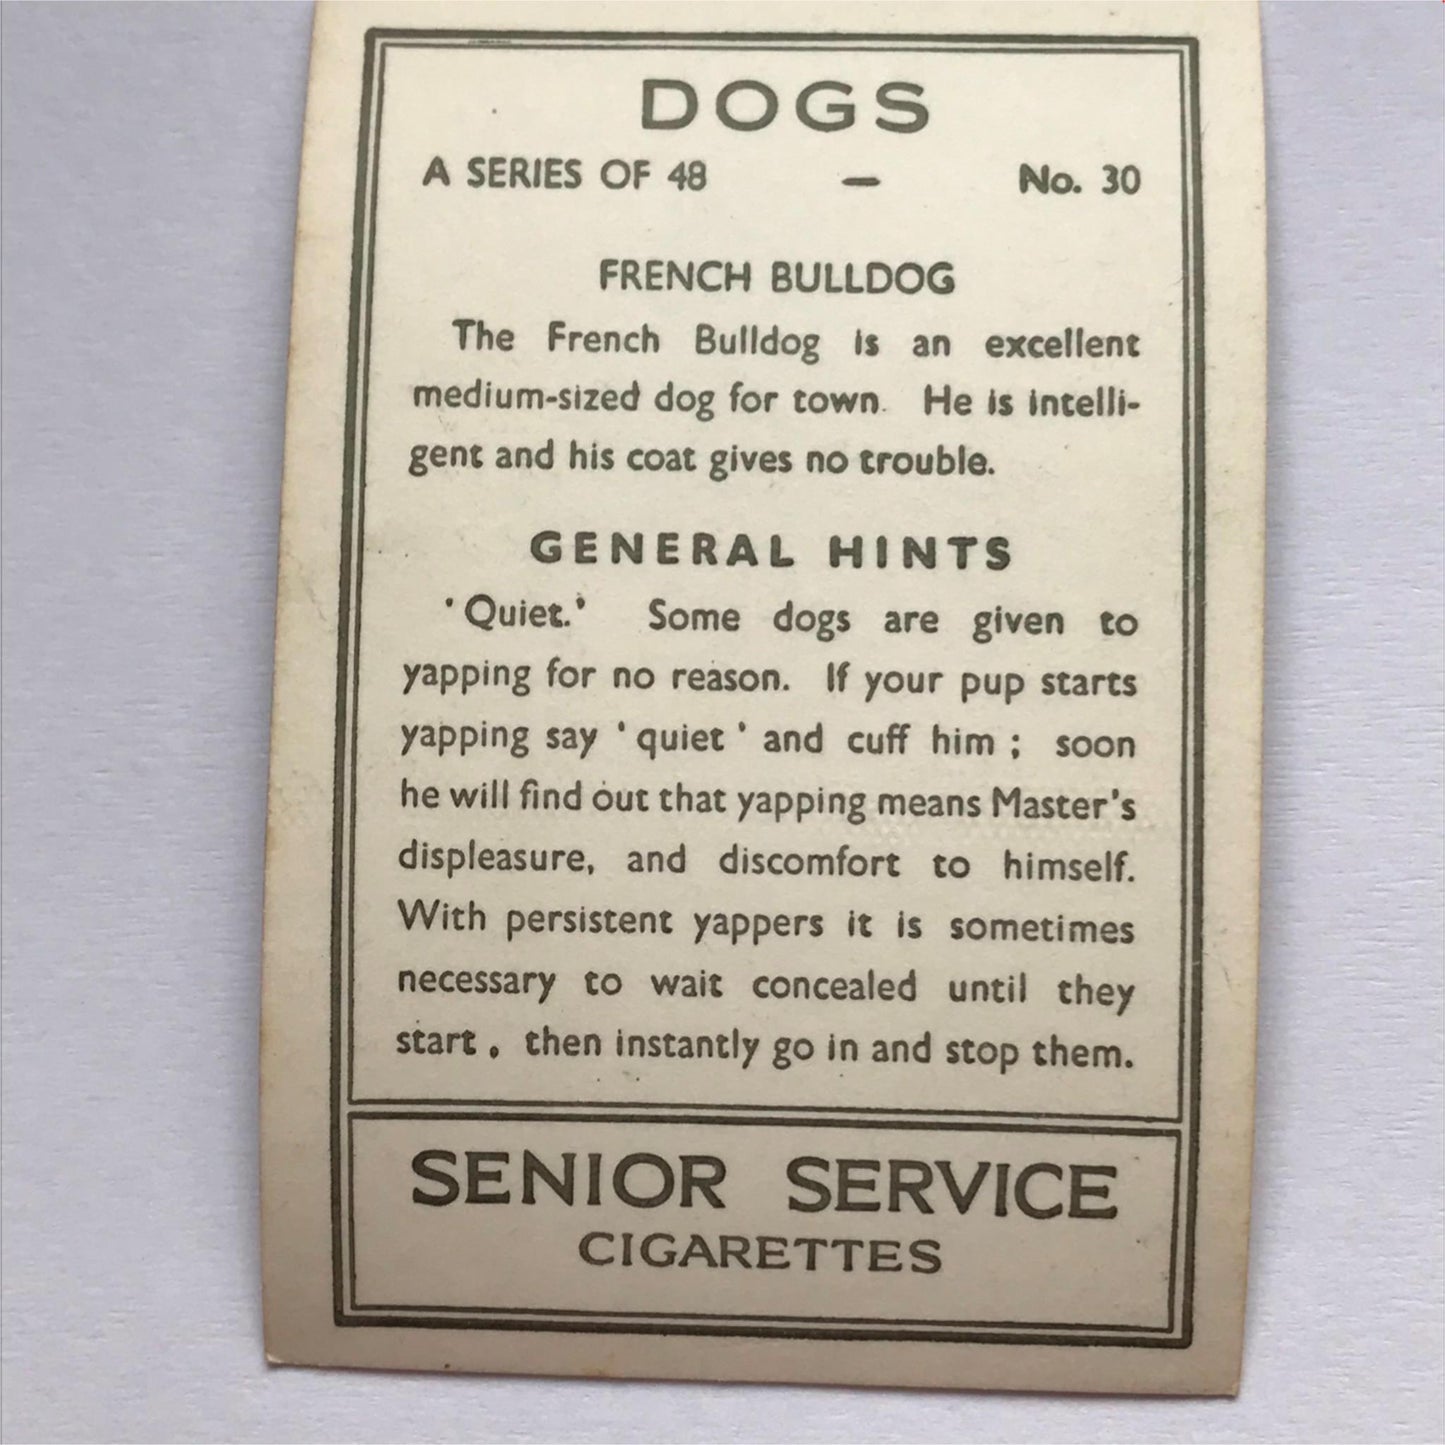 DOGS
A SERIES OF 48 – No. 30
FRENCH BULLDOG
The French Bulldog is an excellent
medium-sized dog for town. He is intelli-
gent and his coat gives no trouble.
GENERAL HINTS
'Quiet.' Some dogs are given to
yapping for no reason. If your pup starts
yapping say 'quiet' and cuff him; soon
he will find out that yapping means Master's
displeasure, and discomfort to himself.
With persistent yappers it is sometimes
necessary to wait concealed until they
start, then instantly go in and stop them.
SENIOR SERVICE
CIGARETTES